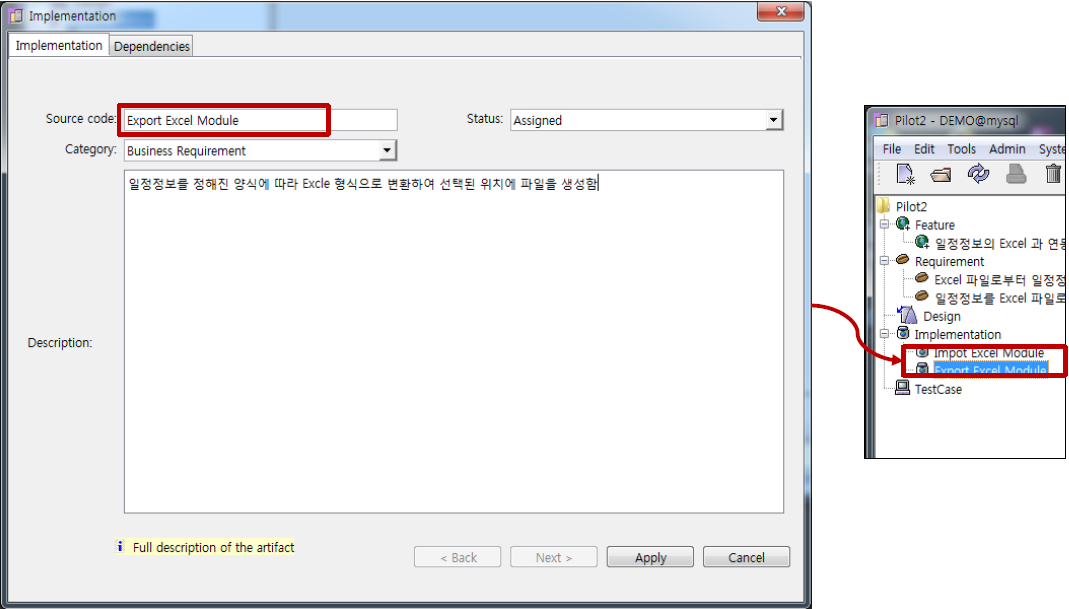 Implementation
Implementation Dependencies
Source code: Export Excel Module Status: Assigned
Category: Business Requirement
일정정보를 정해진 양식에 따라 Excle 형식으로 변환하여 선택된 위치에 파일을 생성함
Description:
i Full description of the artifact
< Back Next > Apply Cancel
Pilot2 - DEMO@mysql
File Edit Tools Admin Syste
Pilot2
Feature
일정정보의 Excel 과 연동
Requirement
Excel 파일로부터 일정정
일정정보를 Excel 파일로
Design
Implementation
Impot Excel Module
Export Excel Module
TestCase